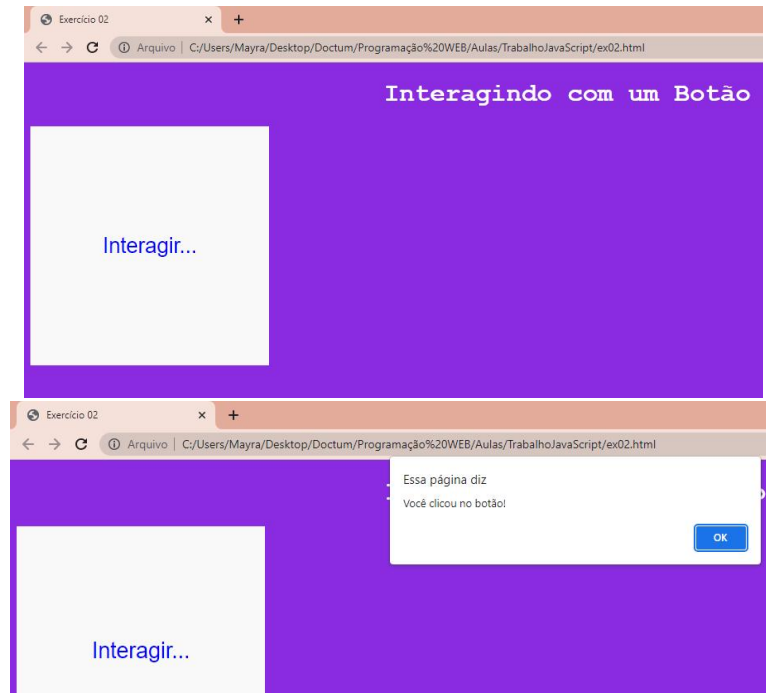 Exercício 02
Arquivo | C:/Users/Mayra/Desktop/Doctum/Programação%20WEB/Aulas/TrabalhoJavaScript/ex02.html
Interagindo com um Botão
Interagir...
Exercício 02
Arquivo | C:/Users/Mayra/Desktop/Doctum/Programação%20WEB/Aulas/TrabalhoJavaScript/ex02.html
Essa página diz
Você clicou no botão!
OK
Interagir...